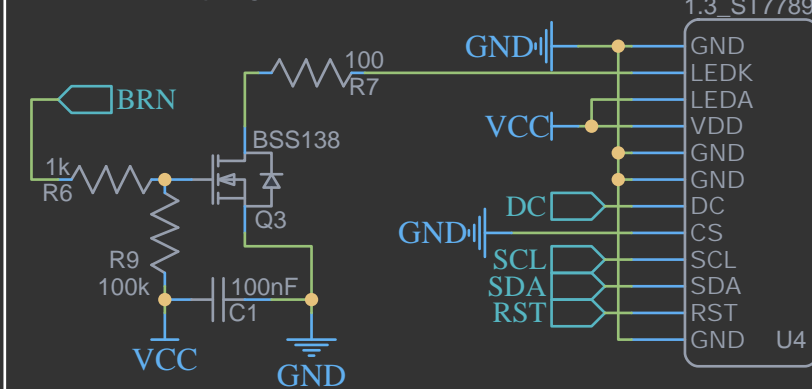 1.3_ST7789
GND
GND
100
R7
LEDK
BRN
LEDA
BSS138
VCC
VDD
1k
R6
GND
GND
Q3
DC
DC
GND
CS
R9
100k
100nF
C1
SCL
SCL
SDA
SDA
RST
RST
VCC
GND
GND
U4